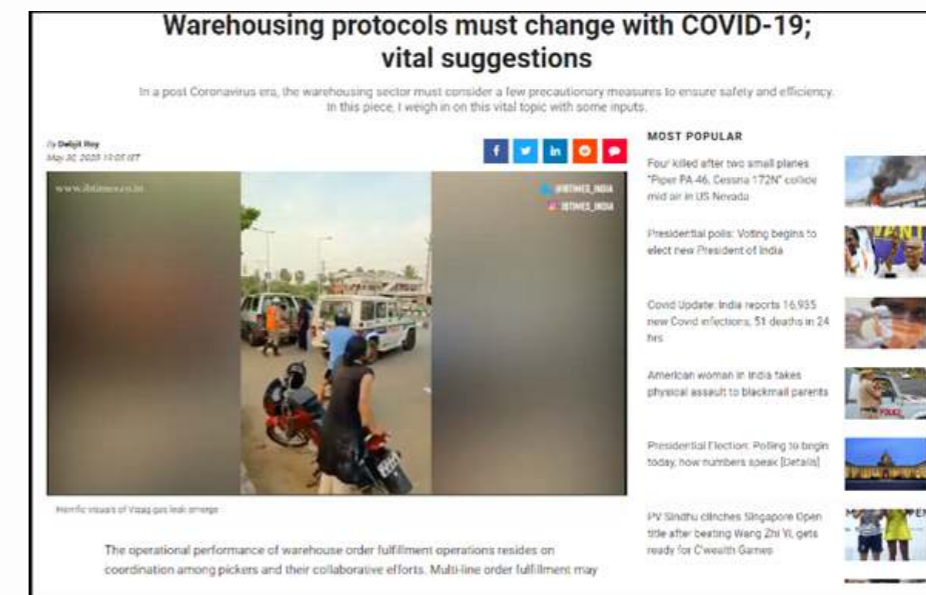 Warehousing protocols must change with COVID-19;
vital suggestions
In a post Coronavirus era, the warehousing sector must consider a few precautionary measures to ensure safety and efficiency.
In this piece, I weigh in on this vital topic with some inputs.
By Debjit Roy
May 30, 2020 19:05 IST
www.ibtimes.co.in
@IBTIMES_INDIA
IBTIMES_INDIA
Horrific visuals of Vizag gas leak emerge
The operational performance of warehouse order fulfillment operations resides on
coordination among pickers and their collaborative efforts. Multi-line order fulfillment may
MOST POPULAR
Four killed after two small planes
"Piper PA-46, Cessna 172N" collide
mid air in US Nevada
Presidential polls: Voting begins to
elect new President of India
Covid Update: India reports 16,935
new Covid infections, 51 deaths in 24
hrs
American woman in India takes
physical assault to blackmail parents
POLICE
Presidential Election: Polling to begin
today, how numbers speak [Details]
PV Sindhu clinches Singapore Open
title after beating Wang Zhi Yi, gets
ready for C'wealth Games